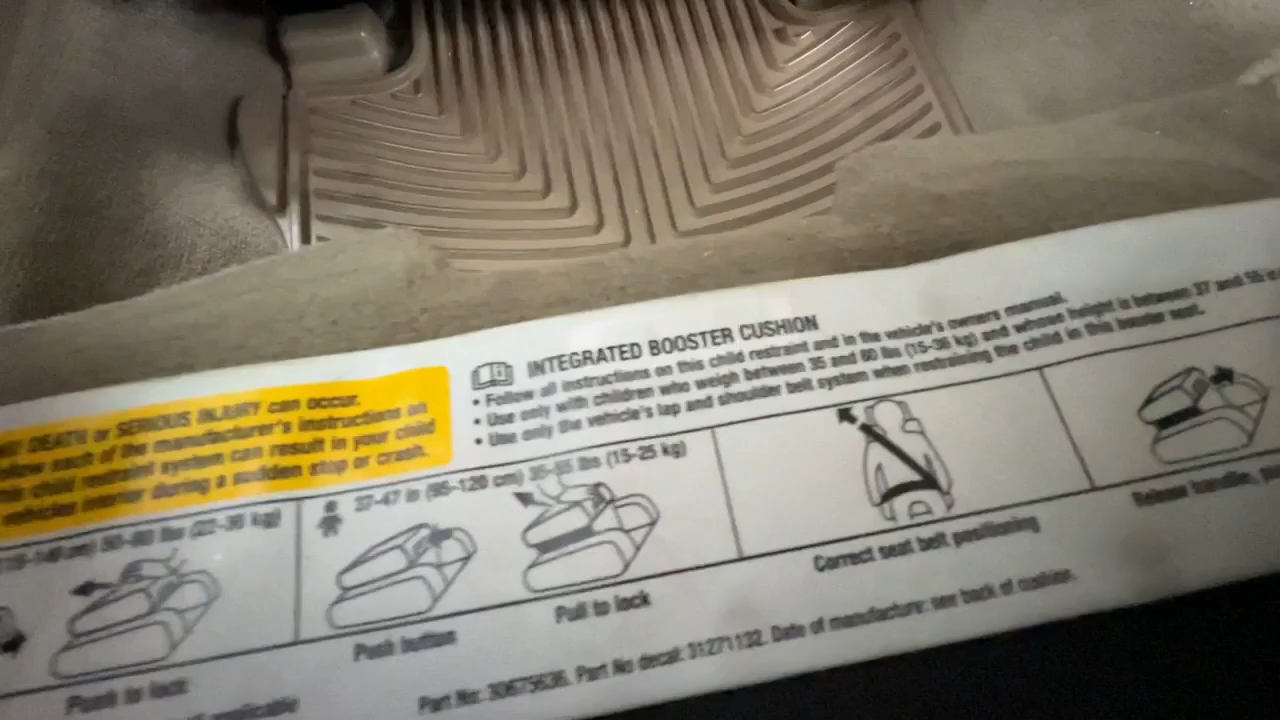 DEATH or SERIOUS INJURY can occur.
each of the manufacturer's instructions on
child restraint system can result in your child
vehicles interior during a sudden stop or crash.
INTEGRATED BOOSTER CUSHION
• Follow all instructions on this child restraint and in the vehicle's owners manual.
• Use only with children who weigh between 35 and 80 lbs (15-36 kg) and whose height is between 37 and 55 in
• Use only the vehicle's lap and shoulder belt system when restraining the child in this booster seat.
50-80 lbs (22-36 kg)
37-47 in (95-120 cm) 35-55 lbs (15-25 kg)
Push to lock
Push button
Pull to lock
Correct seat belt positioning
Release handle,
applicable
Part No: 30675636. Part No decal: 31271132. Date of manufacture: see back of cushion.